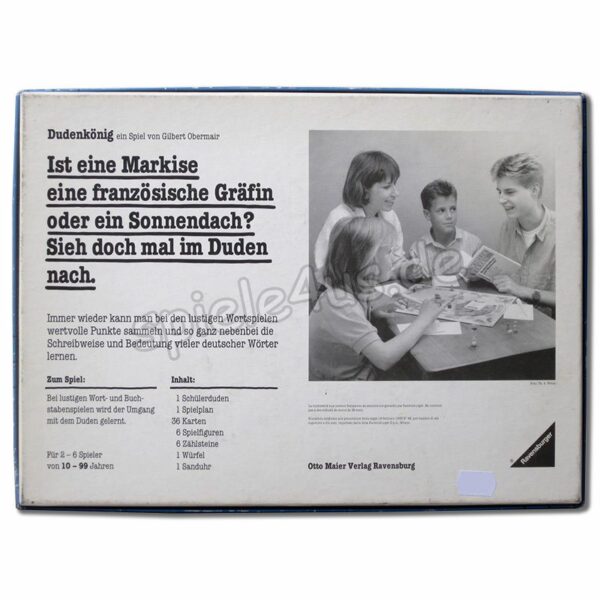 Dudenkönig ein Spiel von Gilbert Obermair
Ist eine Markise
eine französische Gräfin
oder ein Sonnendach?
Sieh doch mal im Duden
nach.
Immer wieder kann man bei den lustigen Wortspielen
wertvolle Punkte sammeln und so ganz nebenbei die
Schreibweise und Bedeutung vieler deutscher Wörter
lernen.
Zum Spiel:
Bei lustigen Wort- und Buch-
stabenspielen wird der Umgang
mit dem Duden gelernt.
Für 2 – 6 Spieler
von 10 – 99 Jahren
Inhalt:
1 Schülerduden
1 Spielplan
36 Karten
6 Spielfiguren
6 Zählsteine
1 Würfel
1 Sanduhr
Otto Maier Verlag Ravensburg
Ravensburger
spiele4us.de